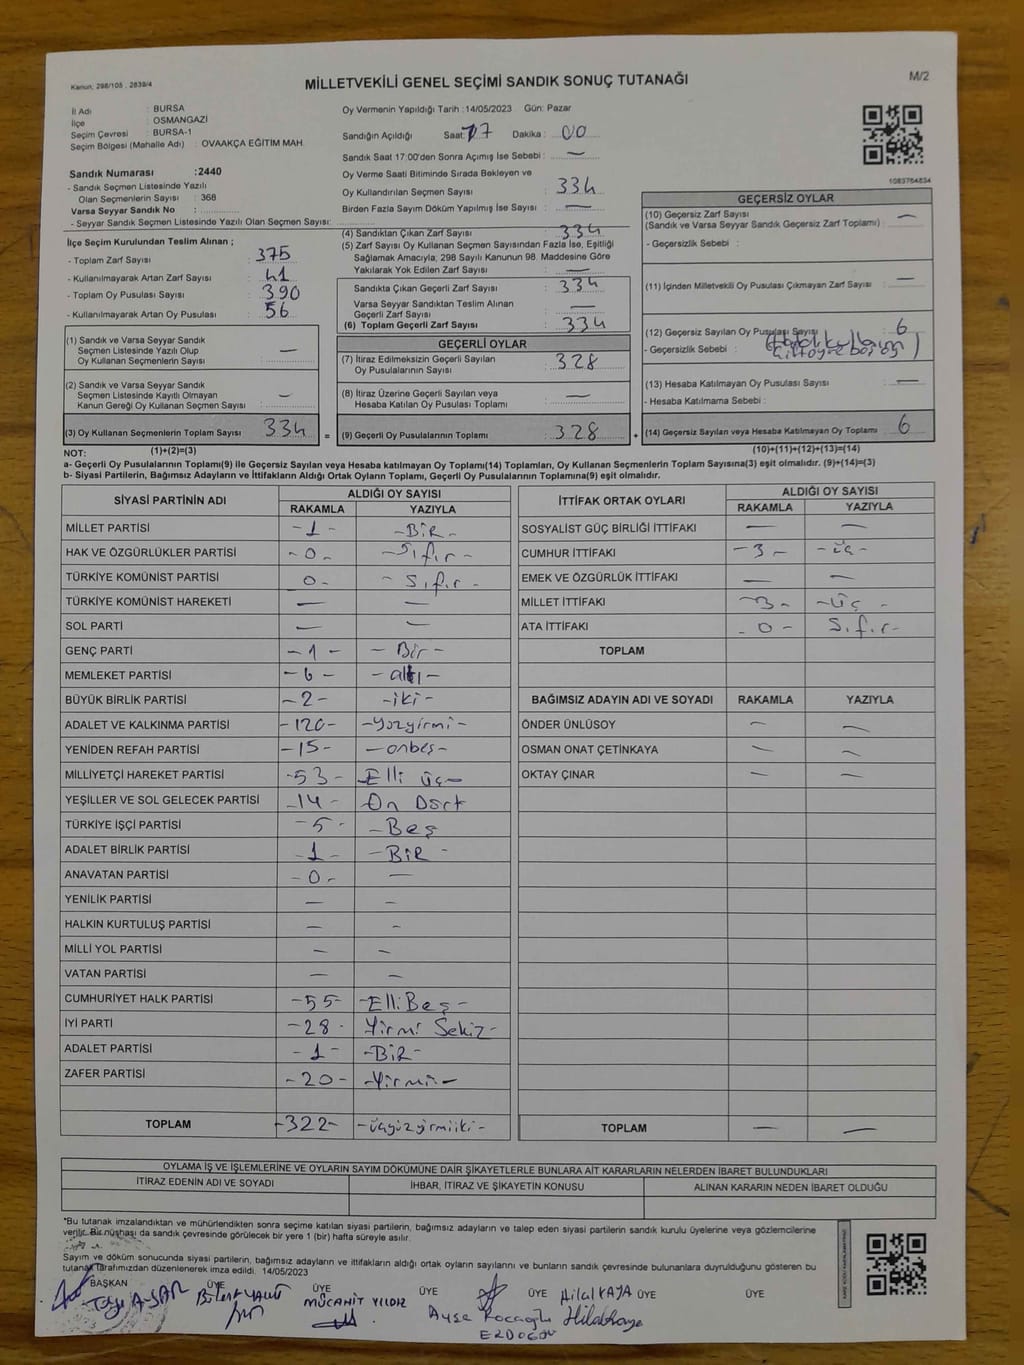 Kanun: 298/105 , 2839/4
MİLLETVEKİLİ GENEL SEÇİMİ SANDIK SONUÇ TUTANAĞI
M/2
İl Adı : BURSA
İlçe : OSMANGAZİ
Seçim Çevresi : BURSA-1
Seçim Bölgesi (Mahalle Adı) : OVAAKÇA EĞİTİM MAH.
Sandık Numarası :2440
- Sandık Seçmen Listesinde Yazılı
Olan Seçmenlerin Sayısı : 368
Varsa Seyyar Sandık No :
- Seyyar Sandık Seçmen Listesinde Yazılı Olan Seçmen Sayısı:
İlçe Seçim Kurulundan Teslim Alınan ;
- Toplam Zarf Sayısı : 375
- Kullanılmayarak Artan Zarf Sayısı : 41
- Toplam Oy Pusulası Sayısı : 390
- Kullanılmayarak Artan Oy Pusulası : 56
(1) Sandık ve Varsa Seyyar Sandık
Seçmen Listesinde Yazılı Olup
Oy Kullanan Seçmenlerin Sayısı : —
(2) Sandık ve Varsa Seyyar Sandık
Seçmen Listesinde Kayıtlı Olmayan
Kanun Gereği Oy Kullanan Seçmen Sayısı : —
(3) Oy Kullanan Seçmenlerin Toplam Sayısı 334 =
Oy Vermenin Yapıldığı Tarih :14/05/2023 Gün: Pazar
Sandığın Açıldığı Saat: 17 Dakika : 00
Sandık Saat 17:00'den Sonra Açımış İse Sebebi : —
Oy Verme Saati Bitiminde Sırada Bekleyen ve
Oy Kullandırılan Seçmen Sayısı : 334
Birden Fazla Sayım Döküm Yapılmış İse Sayısı : —
(4) Sandıktan Çıkan Zarf Sayısı : 334
(5) Zarf Sayısı Oy Kullanan Seçmen Sayısından Fazla İse, Eşitliği
Sağlamak Amacıyla; 298 Sayılı Kanunun 98. Maddesine Göre
Yakılarak Yok Edilen Zarf Sayısı : —
Sandıkta Çıkan Geçerli Zarf Sayısı : 334
Varsa Seyyar Sandıktan Teslim Alınan
Geçerli Zarf Sayısı : —
(6) Toplam Geçerli Zarf Sayısı : 334
GEÇERLİ OYLAR
(7) İtiraz Edilmeksizin Geçerli Sayılan
Oy Pusulalarının Sayısı : 328
(8) İtiraz Üzerine Geçerli Sayılan veya
Hesaba Katılan Oy Pusulası Toplamı : —
(9) Geçerli Oy Pusulalarının Toplamı : 328 +
1083764834
GEÇERSİZ OYLAR
(10) Geçersiz Zarf Sayısı —
(Sandık ve Varsa Seyyar Sandık Geçersiz Zarf Toplamı) :
- Geçersizlik Sebebi :
(11) İçinden Milletvekili Oy Pusulası Çıkmayan Zarf Sayısı : —
(12) Geçersiz Sayılan Oy Pusulası Sayısı : 6
- Geçersizlik Sebebi :
(13) Hesaba Katılmayan Oy Pusulası Sayısı : —
- Hesaba Katılmama Sebebi :
(14) Geçersiz Sayılan veya Hesaba Katılmayan Oy Toplamı : 6
NOT: (1)+(2)=(3) (10)+(11)+(12)+(13)=(14)
a- Geçerli Oy Pusulalarının Toplamı(9) ile Geçersiz Sayılan veya Hesaba katılmayan Oy Toplamı(14) Toplamları, Oy Kullanan Seçmenlerin Toplam Sayısına(3) eşit olmalıdır. (9)+(14)=(3)
b- Siyasi Partilerin, Bağımsız Adayların ve İttifakların Aldığı Ortak Oyların Toplamı, Geçerli Oy Pusulalarının Toplamına(9) eşit olmalıdır.
SİYASİ PARTİNİN ADI ALDIĞI OY SAYISI
RAKAMLA YAZIYLA
MİLLET PARTİSİ -1- -BİR-
HAK VE ÖZGÜRLÜKLER PARTİSİ -0- -Sıfır-
TÜRKİYE KOMÜNİST PARTİSİ 0- -Sıfır-
TÜRKİYE KOMÜNİST HAREKETİ — —
SOL PARTİ — —
GENÇ PARTİ -1- -Bir-
MEMLEKET PARTİSİ -6- -altı-
BÜYÜK BİRLİK PARTİSİ -2- -iki-
ADALET VE KALKINMA PARTİSİ -120- -Yüzyirmi-
YENİDEN REFAH PARTİSİ -15- -onbeş-
MİLLİYETÇİ HAREKET PARTİSİ -53- Elli üç-
YEŞİLLER VE SOL GELECEK PARTİSİ -14- On Dört
TÜRKİYE İŞÇİ PARTİSİ -5- -Beş
ADALET BİRLİK PARTİSİ -1- -BİR-
ANAVATAN PARTİSİ -0- —
YENİLİK PARTİSİ — —
HALKIN KURTULUŞ PARTİSİ — —
MİLLİ YOL PARTİSİ — —
VATAN PARTİSİ — —
CUMHURİYET HALK PARTİSİ -55- -ElliBeş-
İYİ PARTİ -28- Yirmi Sekiz-
ADALET PARTİSİ -1- -BİR-
ZAFER PARTİSİ -20- -Yirmi-
TOPLAM -322- -üçyüzyirmiiki-
İTTİFAK ORTAK OYLARI ALDIĞI OY SAYISI
RAKAMLA YAZIYLA
SOSYALİST GÜÇ BİRLİĞİ İTTİFAKI — —
CUMHUR İTTİFAKI -3- -üç-
EMEK VE ÖZGÜRLÜK İTTİFAKI — —
MİLLET İTTİFAKI -3- -üç-
ATA İTTİFAKI -0- Sıfır-
TOPLAM
BAĞIMSIZ ADAYIN ADI VE SOYADI RAKAMLA YAZIYLA
ÖNDER ÜNLÜSOY — —
OSMAN ONAT ÇETİNKAYA — —
OKTAY ÇINAR — —
TOPLAM — —
OYLAMA İŞ VE İŞLEMLERİNE VE OYLARIN SAYIM DÖKÜMÜNE DAİR ŞİKAYETLERLE BUNLARA AİT KARARLARIN NELERDEN İBARET BULUNDUKLARI
İTİRAZ EDENİN ADI VE SOYADI İHBAR, İTİRAZ VE ŞİKAYETİN KONUSU ALINAN KARARIN NEDEN İBARET OLDUĞU
"Bu tutanak imzalandıktan ve mühürlendikten sonra seçime katılan siyasi partilerin, bağımsız adayların ve talep eden siyasi partilerin sandık kurulu üyelerine veya gözlemcilerine
verilir. Bir nüshası da sandık çevresinde görülecek bir yere 1 (bir) hafta süreyle asılır.
Sayım ve döküm sonucunda siyasi partilerin, bağımsız adayların ve ittifakların aldığı ortak oyların sayılarını ve bunların sandık çevresinde bulunanlara duyrulduğunu gösteren bu
tutanak tarafımızdan düzenlenerek imza edildi. 14/05/2023
BAŞKAN ÜYE ÜYE ÜYE ÜYE ÜYE ÜYE
MÜCAHİT YILDIZ
Ayşe Kocaoğlu
ERDOĞAN
Hilal KAYA
Hilal Kaya